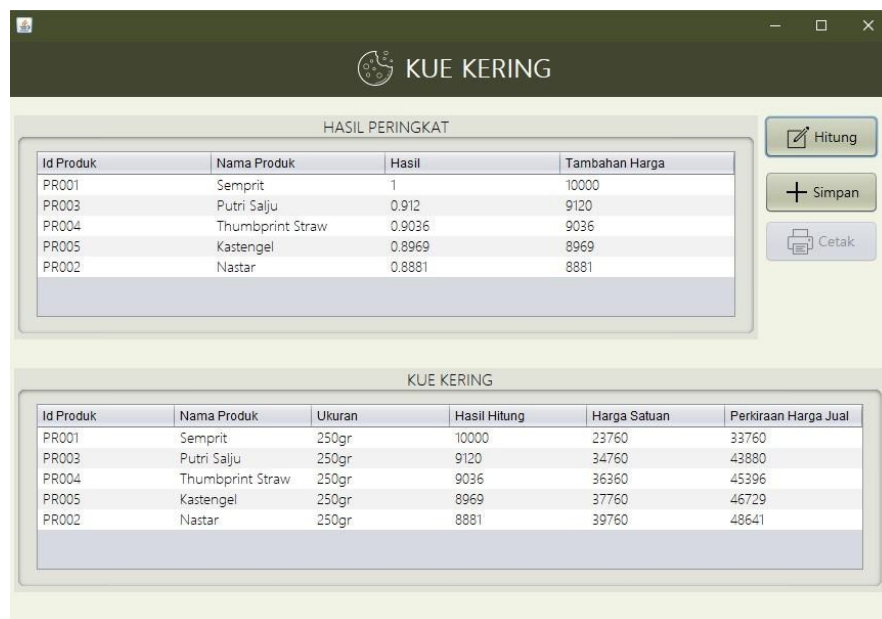 KUE KERING
HASIL PERINGKAT
Id Produk Nama Produk Hasil Tambahan Harga
PR001 Semprit 1 10000
PR003 Putri Salju 0.912 9120
PR004 Thumbprint Straw 0.9036 9036
PR005 Kastengel 0.8969 8969
PR002 Nastar 0.8881 8881
Hitung
Simpan
Cetak
KUE KERING
Id Produk Nama Produk Ukuran Hasil Hitung Harga Satuan Perkiraan Harga Jual
PR001 Semprit 250gr 10000 23760 33760
PR003 Putri Salju 250gr 9120 34760 43880
PR004 Thumbprint Straw 250gr 9036 36360 45396
PR005 Kastengel 250gr 8969 37760 46729
PR002 Nastar 250gr 8881 39760 48641